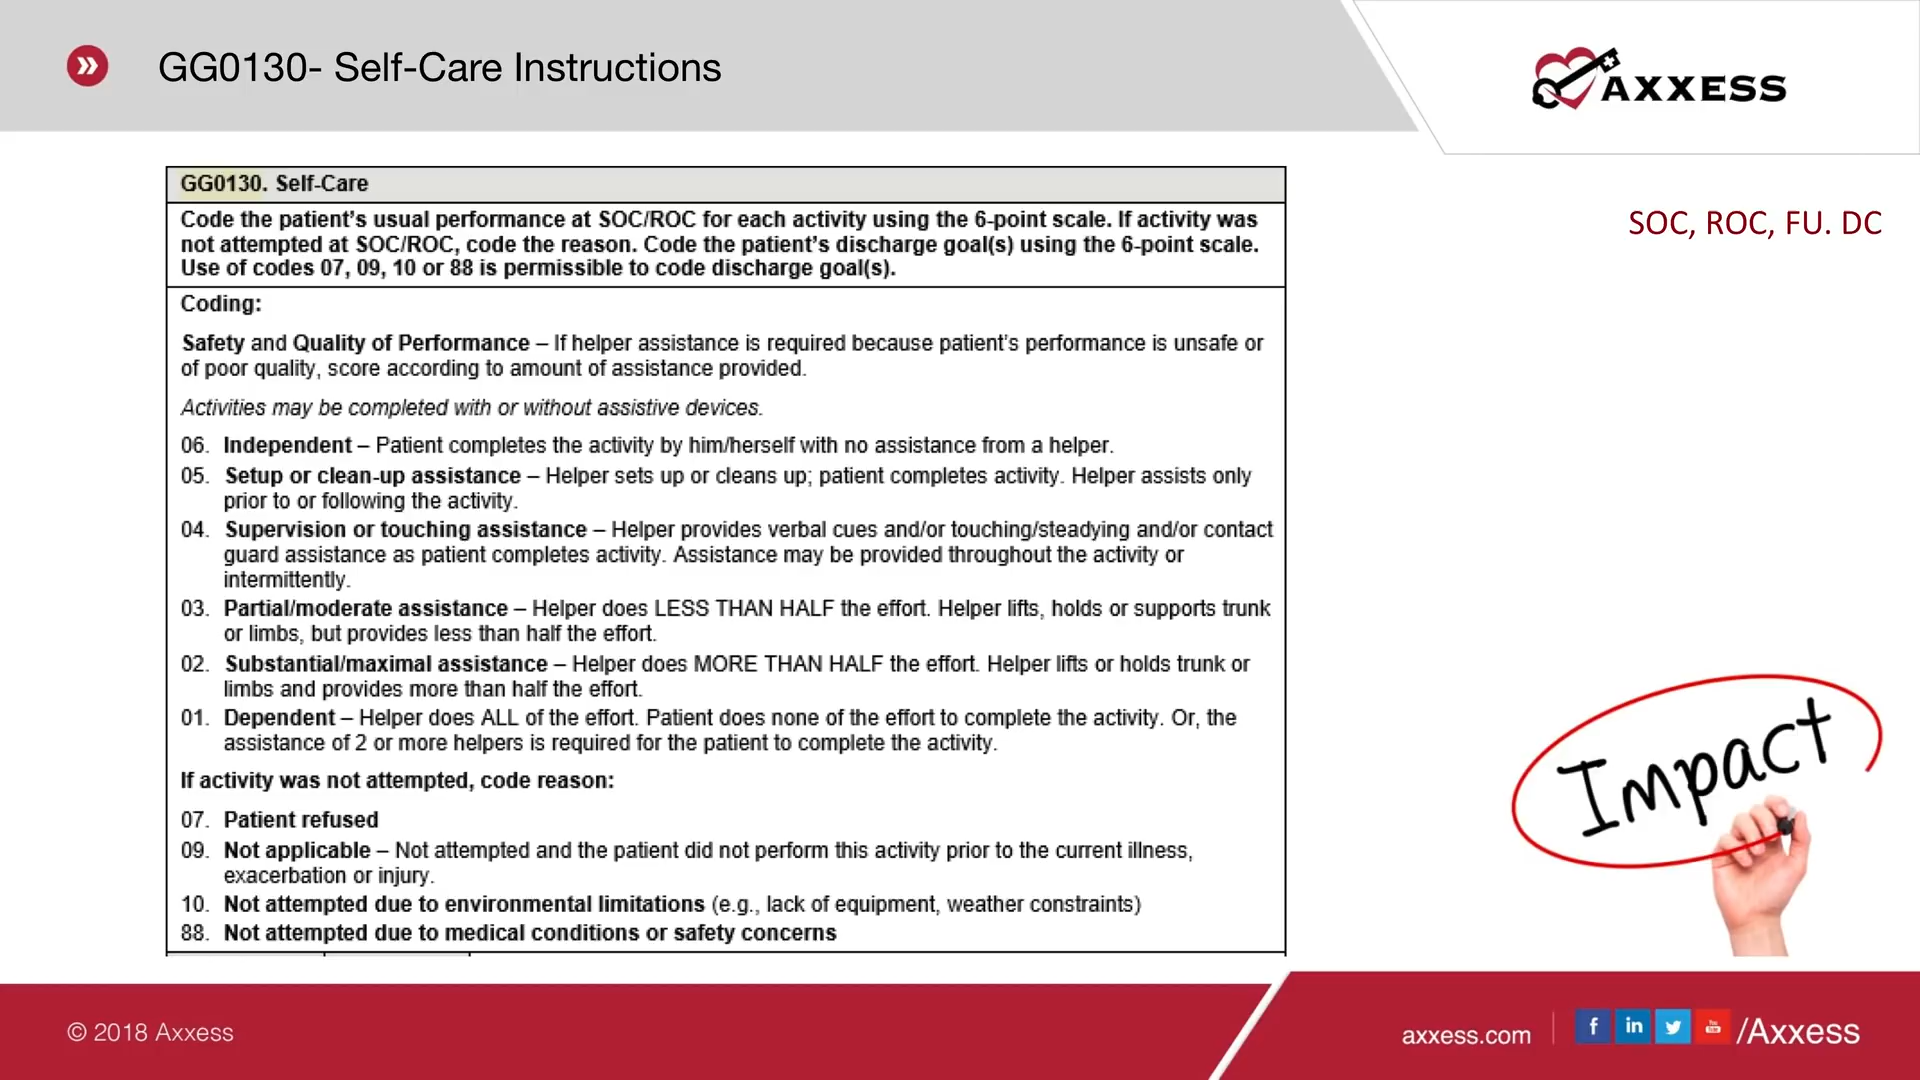 GG0130- Self-Care Instructions
AXXESS
SOC, ROC, FU. DC
GG0130. Self-Care
Code the patient's usual performance at SOC/ROC for each activity using the 6-point scale. If activity was
not attempted at SOC/ROC, code the reason. Code the patient's discharge goal(s) using the 6-point scale.
Use of codes 07, 09, 10 or 88 is permissible to code discharge goal(s).
Coding:
Safety and Quality of Performance – If helper assistance is required because patient's performance is unsafe or
of poor quality, score according to amount of assistance provided.
Activities may be completed with or without assistive devices.
06. Independent – Patient completes the activity by him/herself with no assistance from a helper.
05. Setup or clean-up assistance – Helper sets up or cleans up; patient completes activity. Helper assists only
prior to or following the activity.
04. Supervision or touching assistance – Helper provides verbal cues and/or touching/steadying and/or contact
guard assistance as patient completes activity. Assistance may be provided throughout the activity or
intermittently.
03. Partial/moderate assistance – Helper does LESS THAN HALF the effort. Helper lifts, holds or supports trunk
or limbs, but provides less than half the effort.
02. Substantial/maximal assistance – Helper does MORE THAN HALF the effort. Helper lifts or holds trunk or
limbs and provides more than half the effort.
01. Dependent – Helper does ALL of the effort. Patient does none of the effort to complete the activity. Or, the
assistance of 2 or more helpers is required for the patient to complete the activity.
If activity was not attempted, code reason:
07. Patient refused
09. Not applicable – Not attempted and the patient did not perform this activity prior to the current illness,
exacerbation or injury.
10. Not attempted due to environmental limitations (e.g., lack of equipment, weather constraints)
88. Not attempted due to medical conditions or safety concerns
Impact
© 2018 Axxess
axxess.com
/Axxess